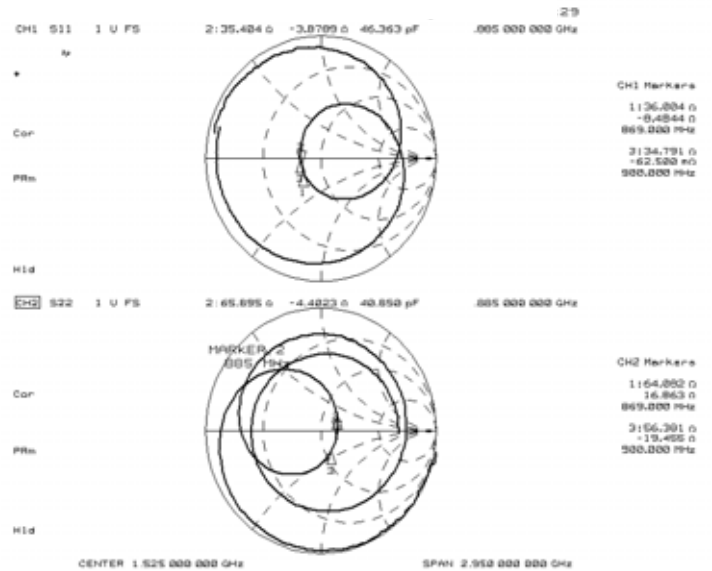 29
CH1 S11 1 U FS 2:35.404 Ω -3.8789 Ω 46.363 pF .885 000 000 GHz
CH1 Markers
1:36.004 Ω
-8.4844 Ω
869.000 MHz
Cor
3:34.791 Ω
-62.500 mΩ
900.000 MHz
PRm
Hld
CH2 S22 1 U FS 2:65.895 Ω -4.4023 Ω 40.850 pF .885 000 000 GHz
MARKER 2
885 MHz
CH2 Markers
1:64.082 Ω
16.863 Ω
869.000 MHz
Cor
3:56.381 Ω
-19.455 Ω
900.000 MHz
PRm
Hld
CENTER 1.525 000 000 GHz SPAN 2.950 000 000 GHz